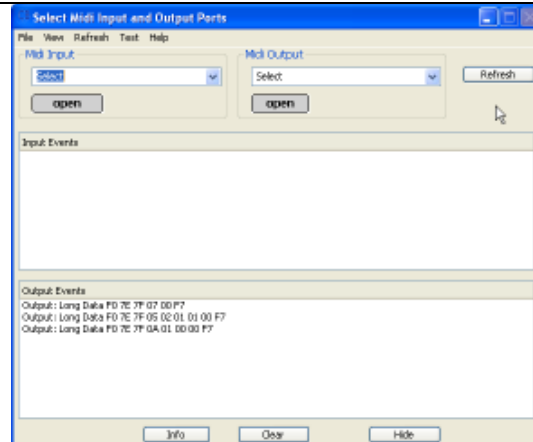 Select Midi Input and Output Ports
File View Refresh Test Help
Midi Input
Midi Output
Select
Select
Refresh
open
open
Input Events
Output Events
Output: Long Data F0 7E 7F 07 00 F7
Output: Long Data F0 7E 7F 05 02 01 01 00 F7
Output: Long Data F0 7E 7F 0A 01 00 00 F7
Info Clear Hide